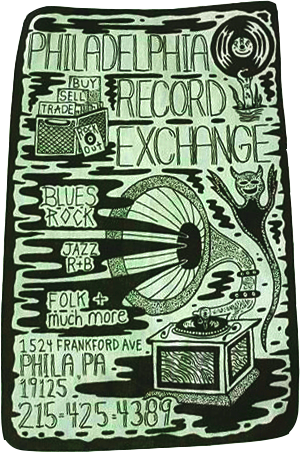 PHILADELPHIA
RECORD
EXCHANGE
BUY
SELL
TRADE
BLUES
ROCK
JAZZ
R+B
FOLK +
much more
1524 FRANKFORD AVE
PHILA, PA
19125
215-425-4389